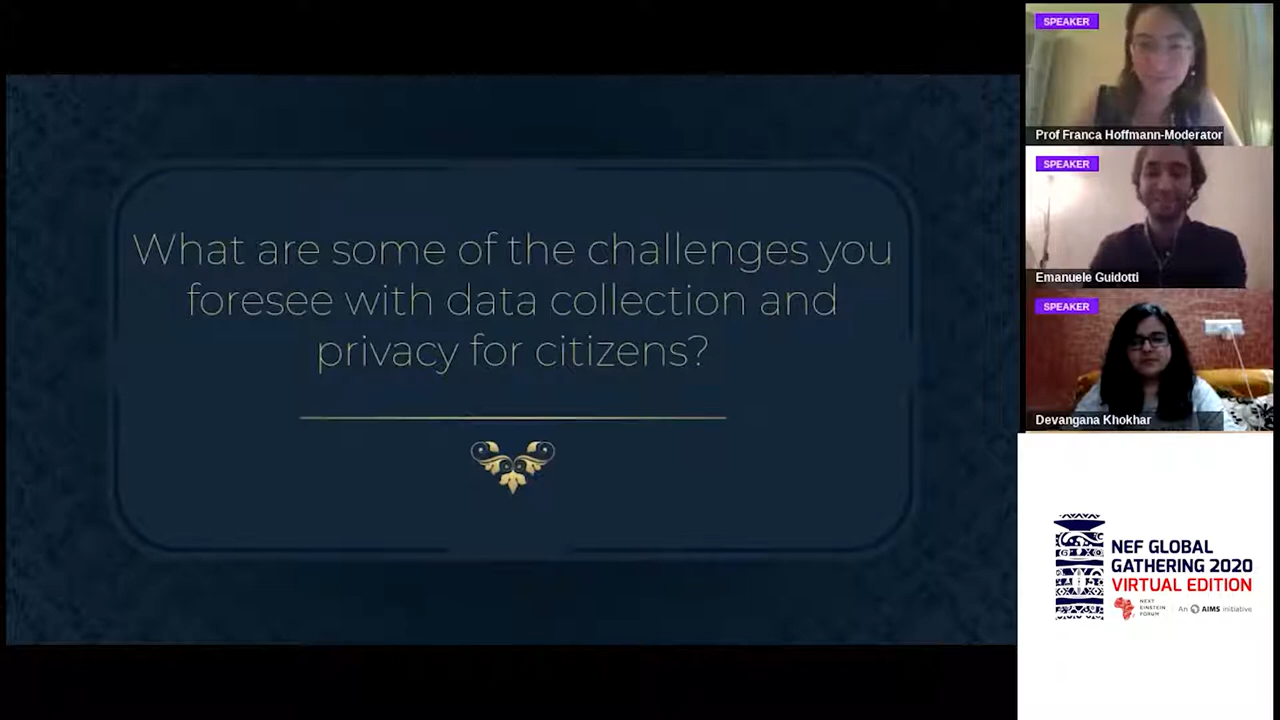 What are some of the challenges you
foresee with data collection and
privacy for citizens?
SPEAKER
Prof Franca Hoffmann-Moderator
SPEAKER
Emanuele Guidotti
SPEAKER
Devangana Khokhar
NEF GLOBAL
GATHERING 2020
VIRTUAL EDITION
NEXT
EINSTEIN
FORUM
An AIMS initiative